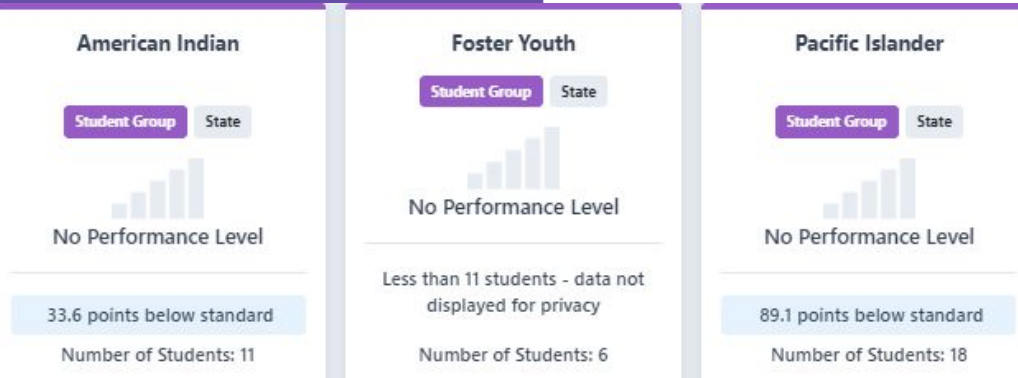 American Indian
Student Group State
No Performance Level
33.6 points below standard
Number of Students: 11
Foster Youth
Student Group State
No Performance Level
Less than 11 students - data not
displayed for privacy
Number of Students: 6
Pacific Islander
Student Group State
No Performance Level
89.1 points below standard
Number of Students: 18